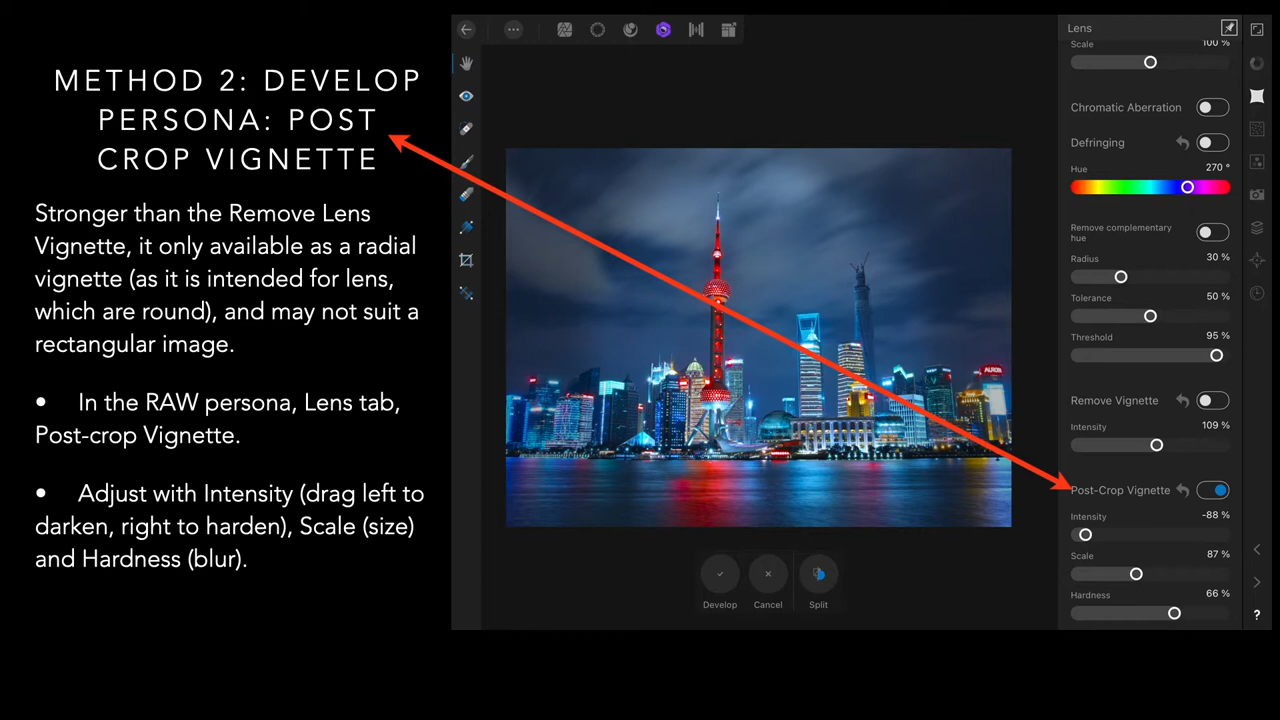 METHOD 2: DEVELOP
PERSONA: POST
CROP VIGNETTE
Stronger than the Remove Lens
Vignette, it only available as a radial
vignette (as it is intended for lens,
which are round), and may not suit a
rectangular image.
• In the RAW persona, Lens tab,
Post-crop Vignette.
• Adjust with Intensity (drag left to
darken, right to harden), Scale (size)
and Hardness (blur).
Lens
Scale 100 %
Chromatic Aberration
Defringing
Hue 270 °
Remove complementary
hue
Radius 30 %
Tolerance 50 %
Threshold 95 %
Remove Vignette
Intensity 109 %
Post-Crop Vignette
Intensity -88 %
Scale 87 %
Hardness 66 %
Develop Cancel Split
?